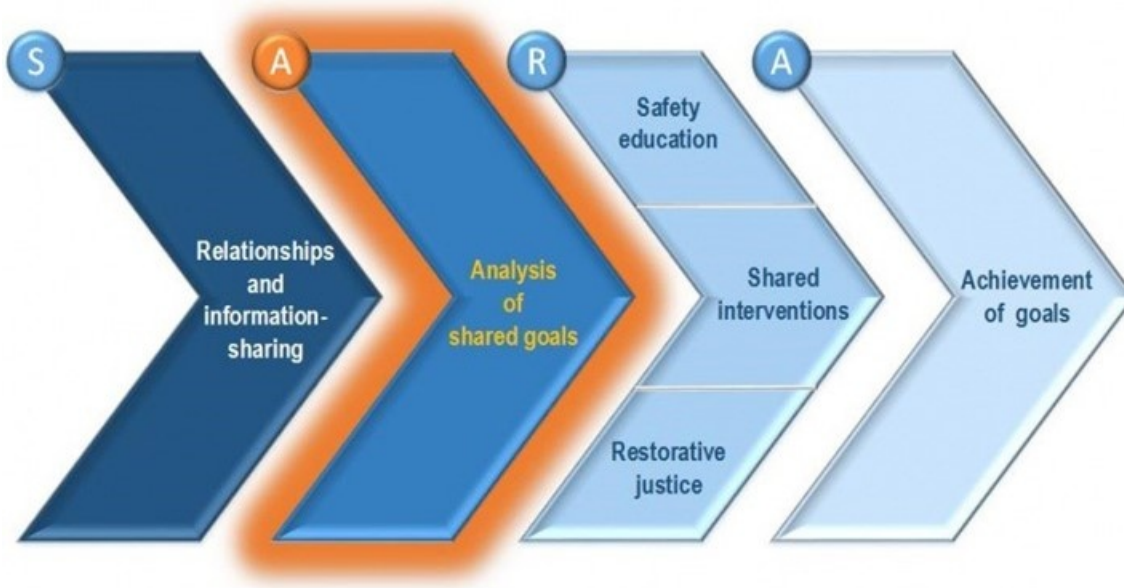 S
Relationships
and
information-
sharing
A
Analysis
of
shared goals
R
Safety
education
Shared
interventions
Restorative
justice
A
Achievement
of goals